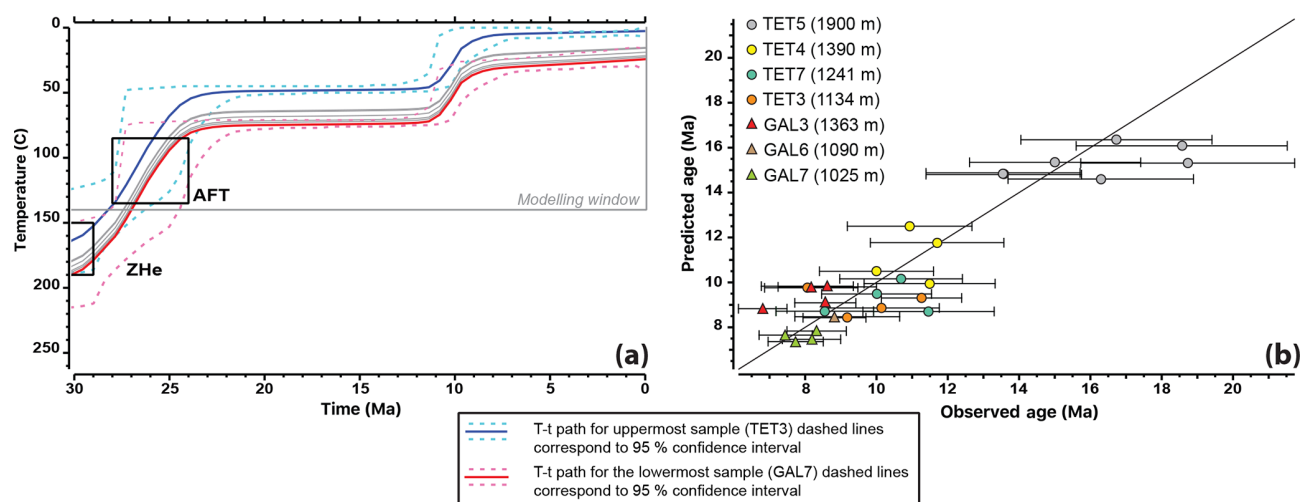 0
50
100
150
200
250
Temperature (C)
30
25
20
15
10
5
0
Time (Ma)
AFT
ZHe
Modelling window
(a)
TET5 (1900 m)
TET4 (1390 m)
TET7 (1241 m)
TET3 (1134 m)
GAL3 (1363 m)
GAL6 (1090 m)
GAL7 (1025 m)
20
18
16
14
12
10
8
Predicted age (Ma)
8
10
12
14
16
18
20
Observed age (Ma)
(b)
T-t path for uppermost sample (TET3) dashed lines
correspond to 95 % confidence interval
T-t path for the lowermost sample (GAL7) dashed lines
correspond to 95 % confidence interval